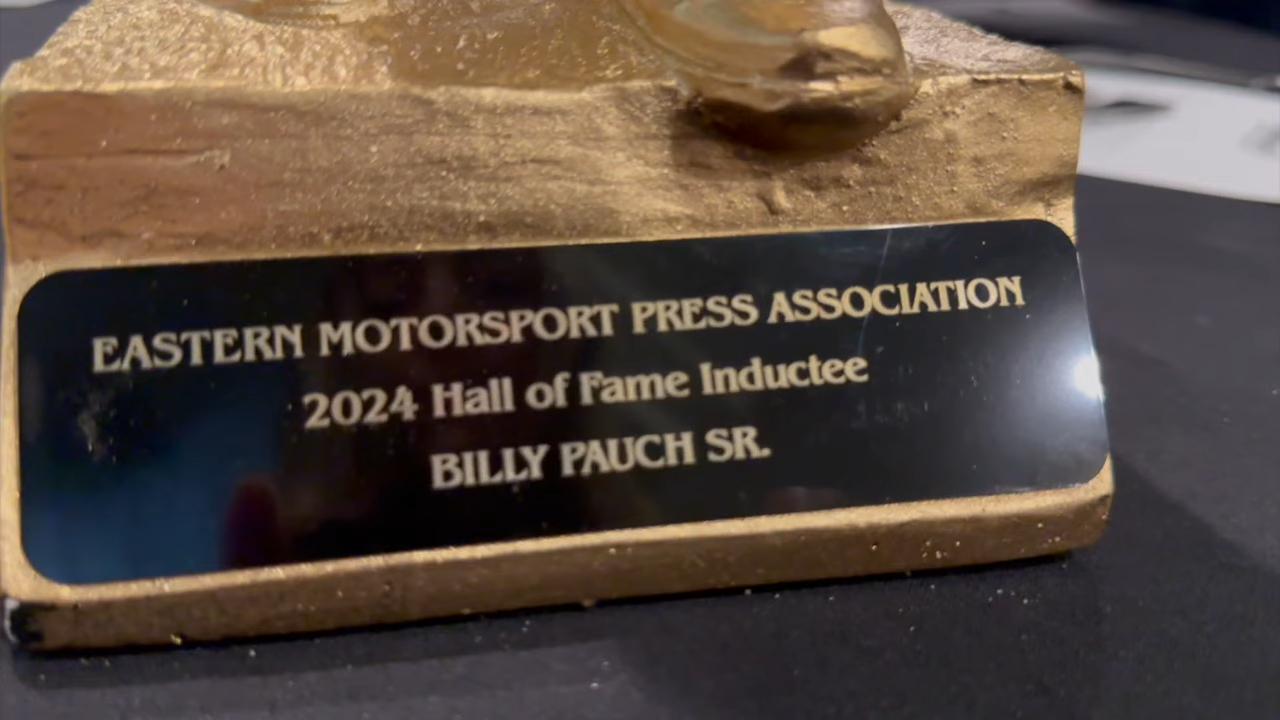 EASTERN MOTORSPORT PRESS ASSOCIATION
2024 Hall of Fame Inductee
BILLY PAUCH SR.